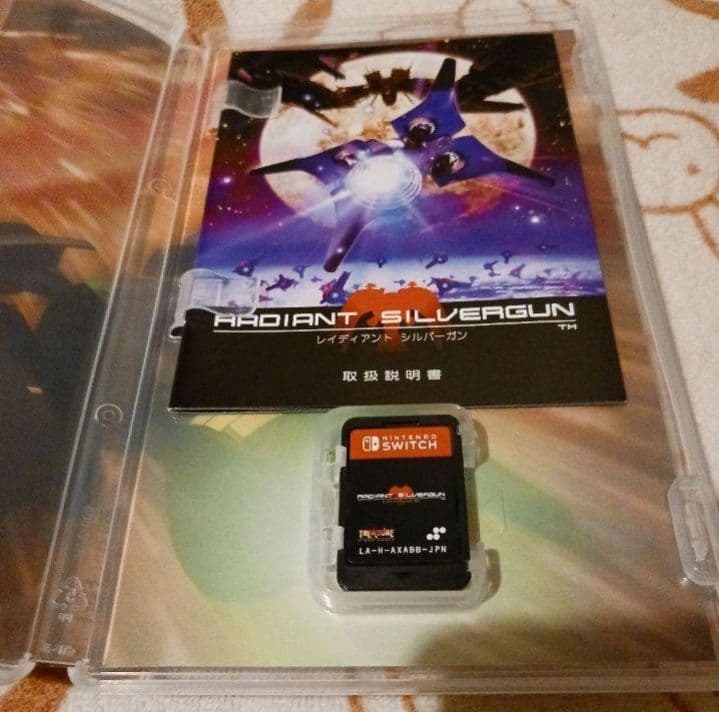 RADIANT SILVERGUN
TM
レイディアント シルバーガン
取扱説明書
NINTENDO
SWITCH
RADIANT SILVERGUN
LA-H-AXABB-JPN